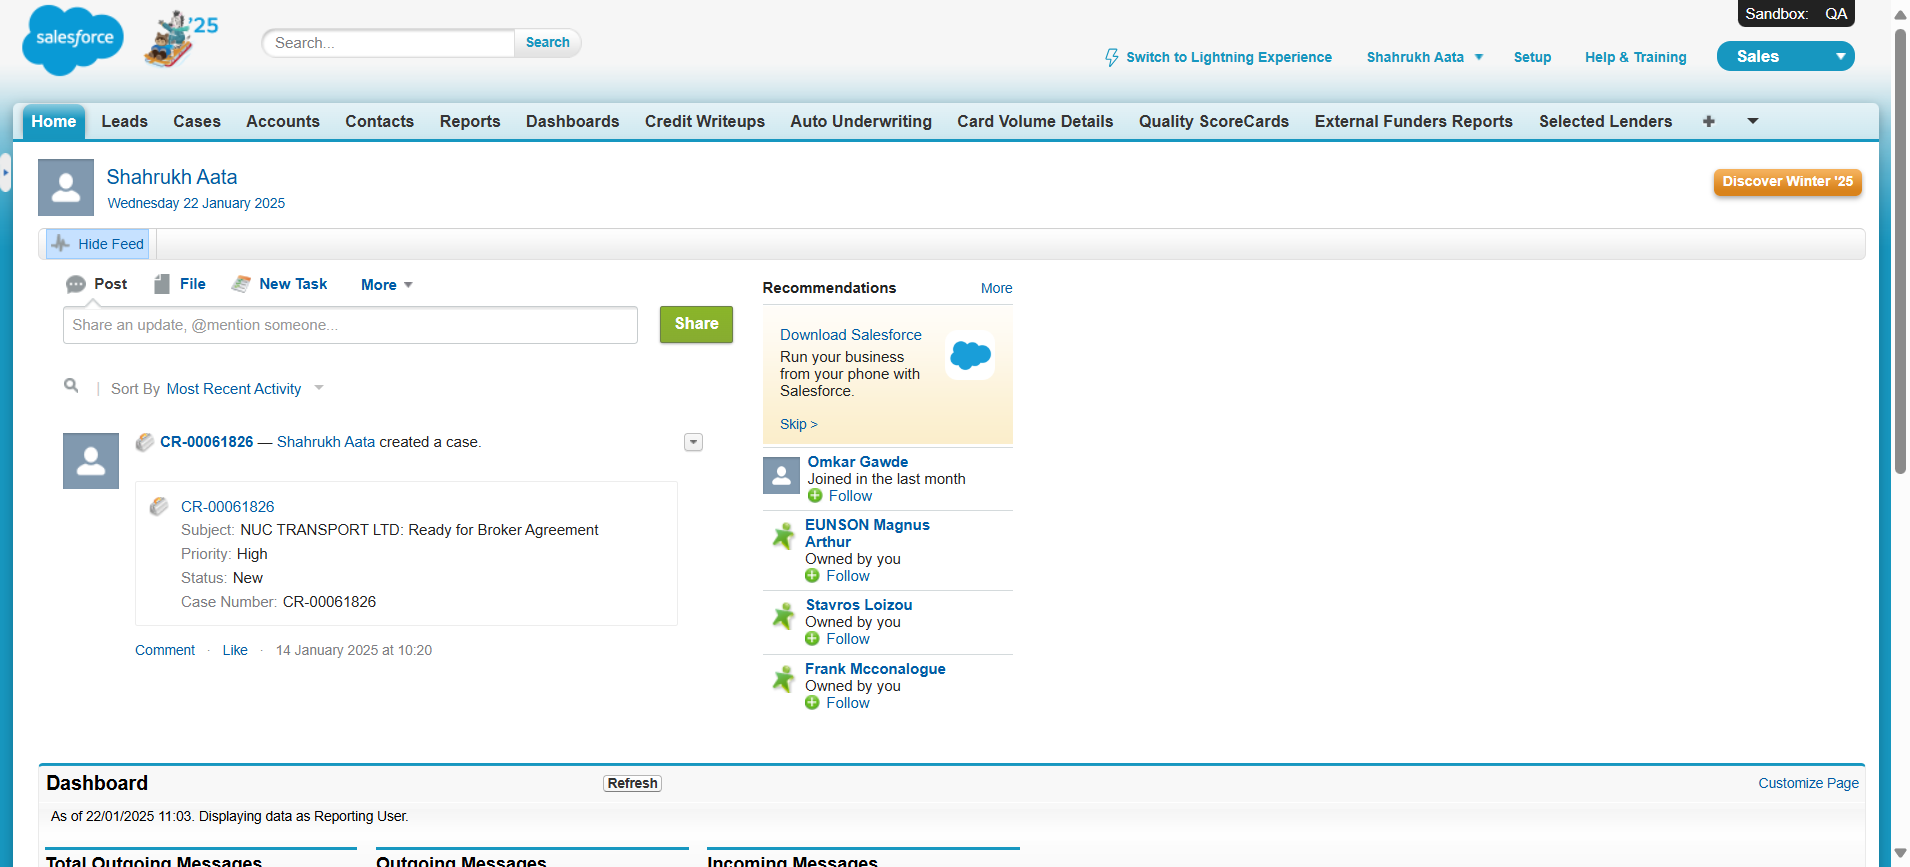 Sandbox: QA
salesforce
'25
Search...
Search
Switch to Lightning Experience
Shahrukh Aata
Setup
Help & Training
Sales
Home
Leads
Cases
Accounts
Contacts
Reports
Dashboards
Credit Writeups
Auto Underwriting
Card Volume Details
Quality ScoreCards
External Funders Reports
Selected Lenders
Shahrukh Aata
Wednesday 22 January 2025
Discover Winter '25
Hide Feed
Post
File
New Task
More
Share an update, @mention someone...
Share
Sort By Most Recent Activity
CR-00061826 — Shahrukh Aata created a case.
CR-00061826
Subject: NUC TRANSPORT LTD: Ready for Broker Agreement
Priority: High
Status: New
Case Number: CR-00061826
Comment · Like · 14 January 2025 at 10:20
Recommendations
More
Download Salesforce
Run your business
from your phone with
Salesforce.
Skip >
Omkar Gawde
Joined in the last month
Follow
EUNSON Magnus
Arthur
Owned by you
Follow
Stavros Loizou
Owned by you
Follow
Frank Mcconalogue
Owned by you
Follow
Dashboard
Refresh
Customize Page
As of 22/01/2025 11:03. Displaying data as Reporting User.
Total Outgoing Messages
Outgoing Messages
Incoming Messages